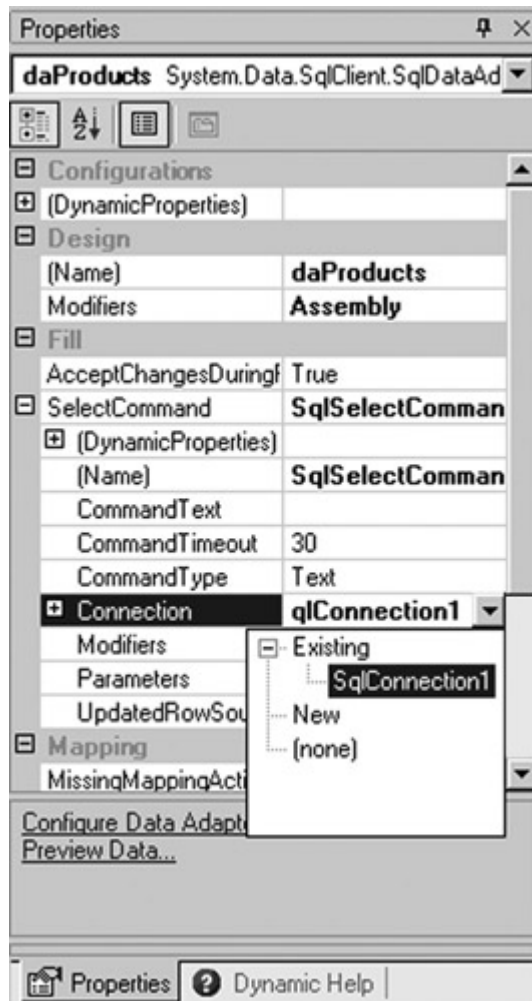 Properties
daProducts System.Data.SqlClient.SqlDataAd
Configurations
(DynamicProperties)
Design
(Name) daProducts
Modifiers Assembly
Fill
AcceptChangesDuringF True
SelectCommand SqlSelectComman
(DynamicProperties)
(Name) SqlSelectComman
CommandText
CommandTimeout 30
CommandType Text
Connection qlConnection1
Modifiers Existing
Parameters SqlConnection1
UpdatedRowSou New
Mapping (none)
MissingMappingActi
Configure Data Adapte
Preview Data...
Properties Dynamic Help